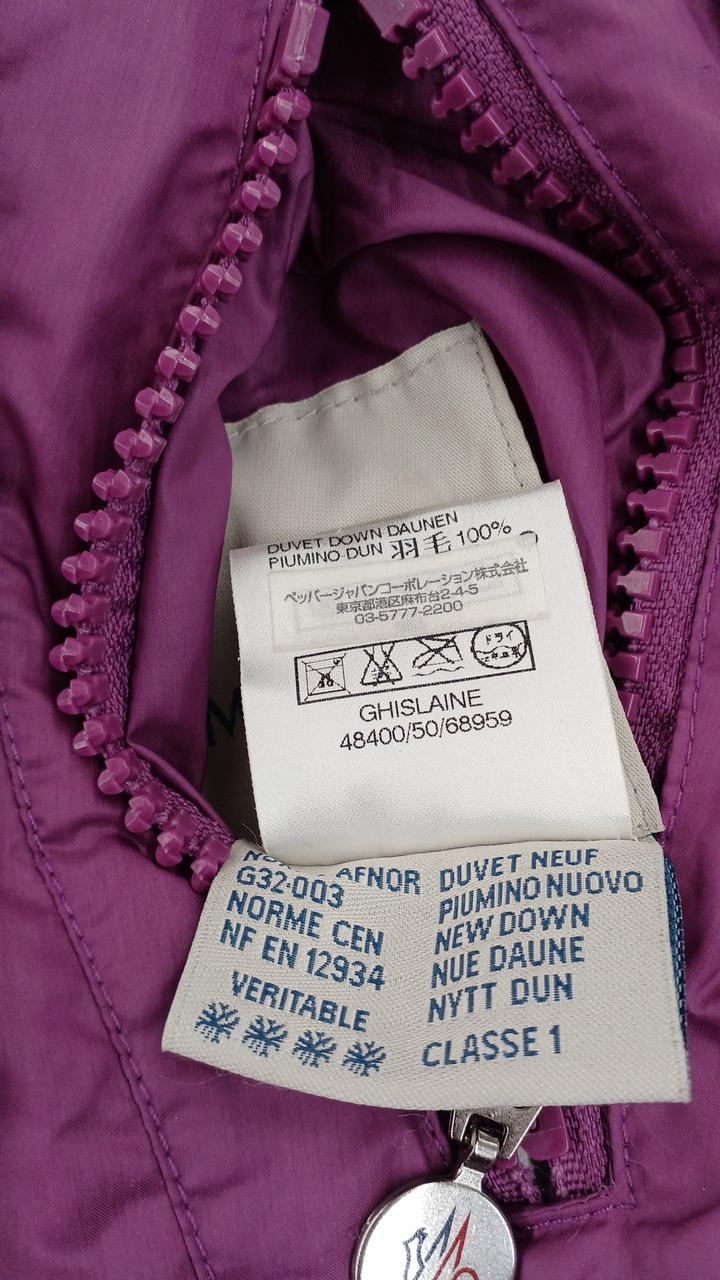 DUVET DOWN DAUNEN
PIUMINO DUN 羽毛 100%
ペッパージャパンコーポレーション株式会社
東京都港区麻布台2-4-5
03-5777-2200
ドライ
GHISLAINE
48400/50/68959
M
AFNOR
G32-003
NORME CEN
NF EN 12934
VERITABLE
DUVET NEUF
PIUMINO NUOVO
NEW DOWN
NUE DAUNE
NYTT DUN
CLASSE 1